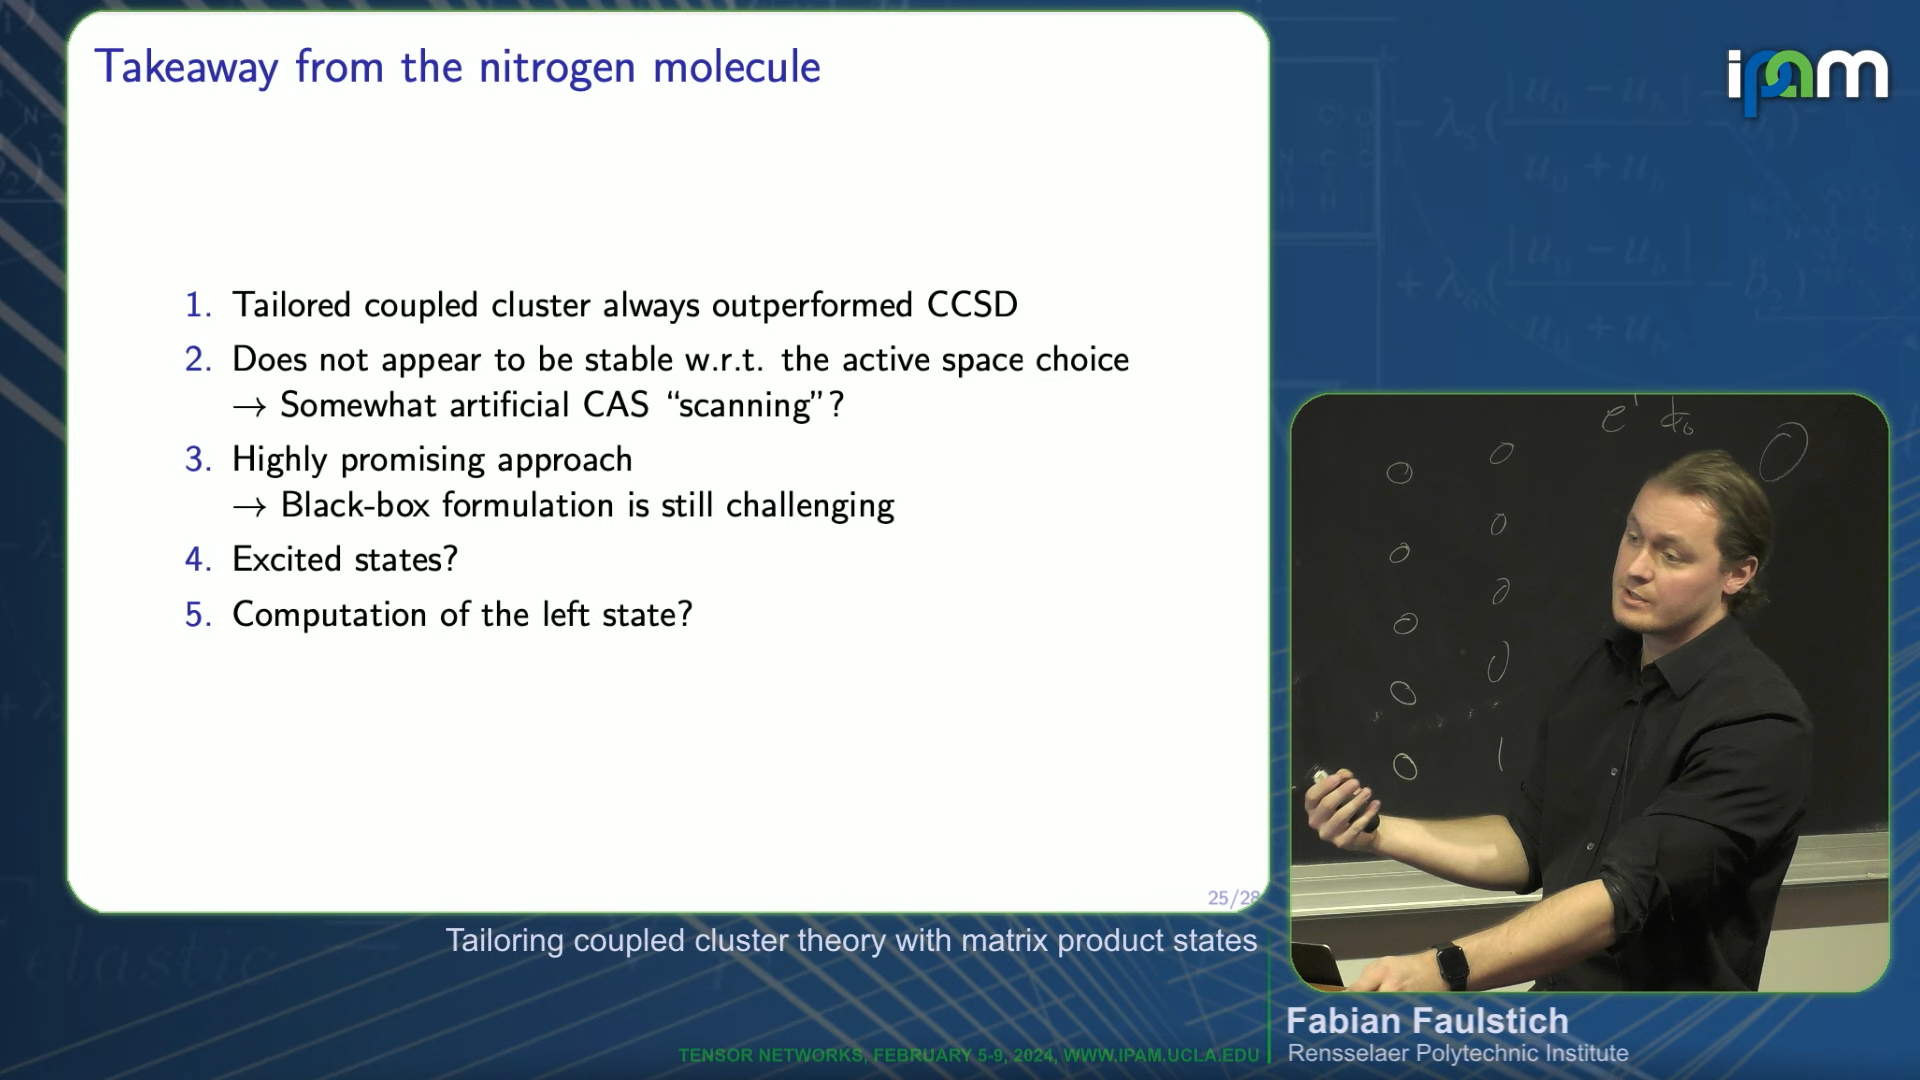 Takeaway from the nitrogen molecule
ipam
1. Tailored coupled cluster always outperformed CCSD
2. Does not appear to be stable w.r.t. the active space choice
→ Somewhat artificial CAS “scanning”?
3. Highly promising approach
→ Black-box formulation is still challenging
4. Excited states?
5. Computation of the left state?
25/28
Tailoring coupled cluster theory with matrix product states
Fabian Faulstich
Rensselaer Polytechnic Institute
TENSOR NETWORKS, FEBRUARY 5-9, 2024, WWW.IPAM.UCLA.EDU